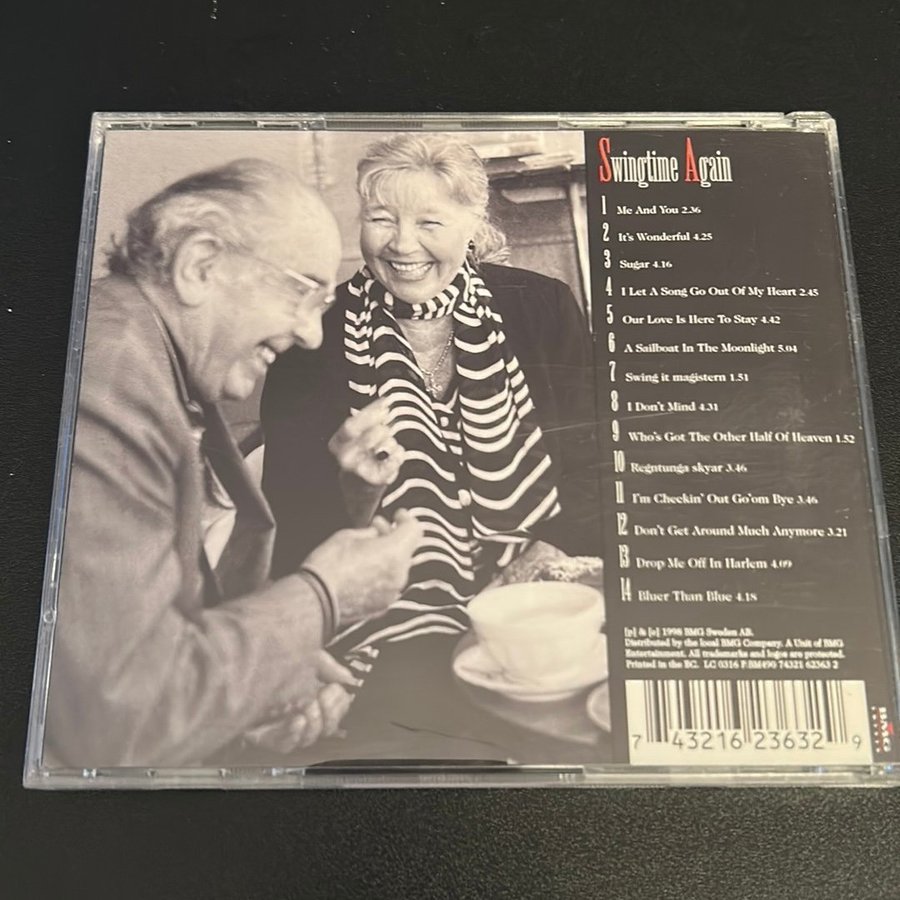 Swingtime Again
1 Me And You 2.36
2 It's Wonderful 4.25
3 Sugar 4.16
4 I Let A Song Go Out Of My Heart 2.45
5 Our Love Is Here To Stay 4.42
6 A Sailboat In The Moonlight 5.04
7 Swing it magistern 1.51
8 I Don't Mind 4.31
9 Who's Got The Other Half Of Heaven 1.52
10 Regntunga skyar 3.46
11 I'm Checkin' Out Go'om Bye 3.46
12 Don't Get Around Much Anymore 3.21
13 Drop Me Off In Harlem 4.09
14 Bluer Than Blue 4.18
[p] & [c] 1998 BMG Sweden AB.
Distributed by the local BMG Company. A Unit of BMG
Entertainment. All trademarks and logos are protected.
Printed in the EC. LC 0316 F:BM490 74321 62363 2
7 43216 23632 9
BMG